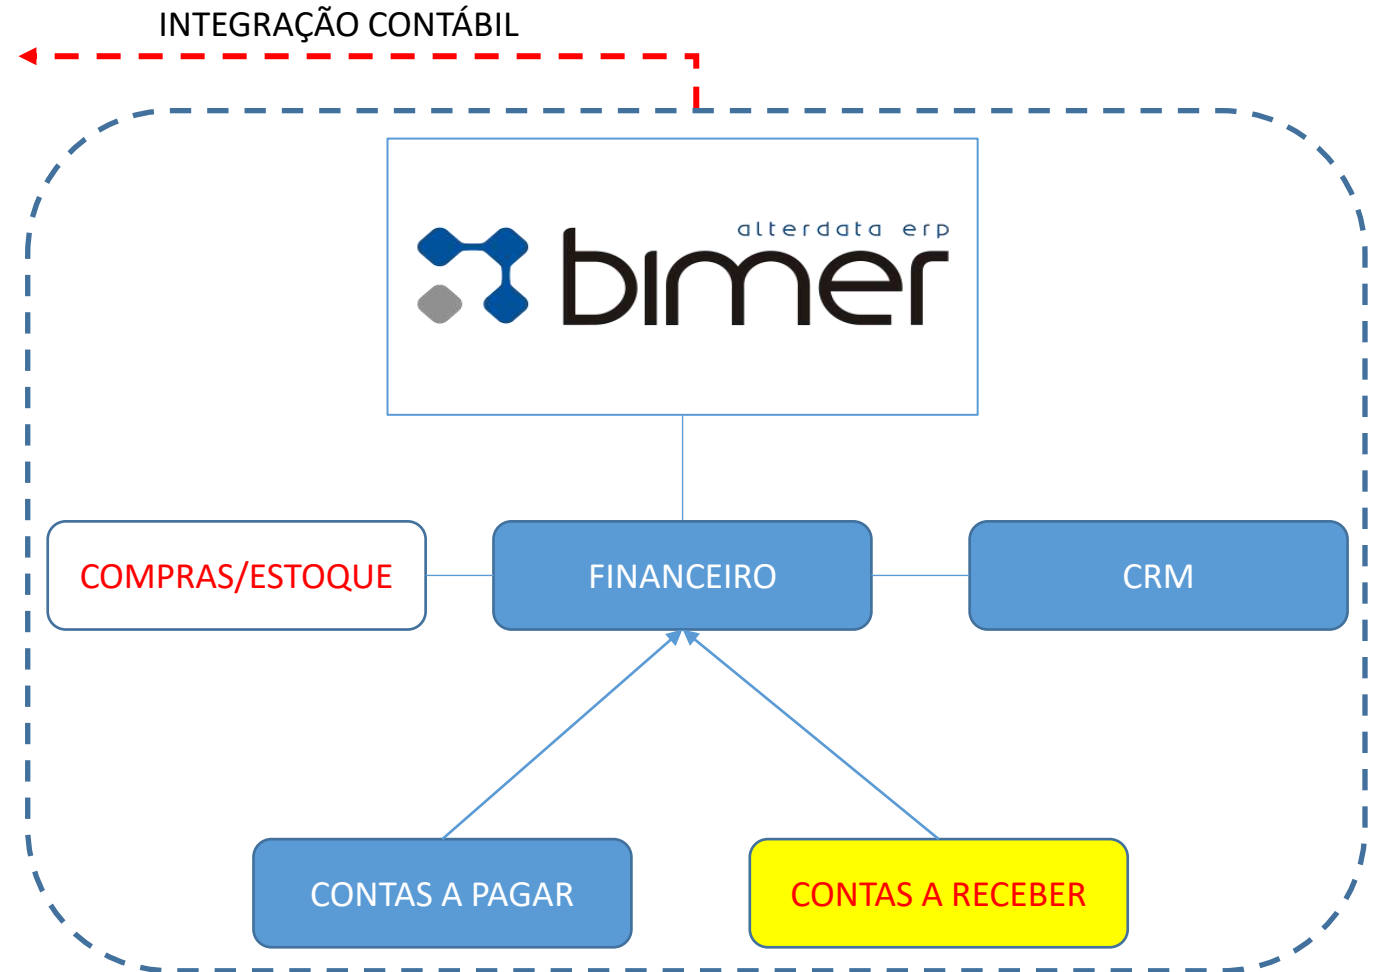 INTEGRAÇÃO CONTÁBIL
alterdata erp
bimer
COMPRAS/ESTOQUE
FINANCEIRO
CRM
CONTAS A PAGAR
CONTAS A RECEBER